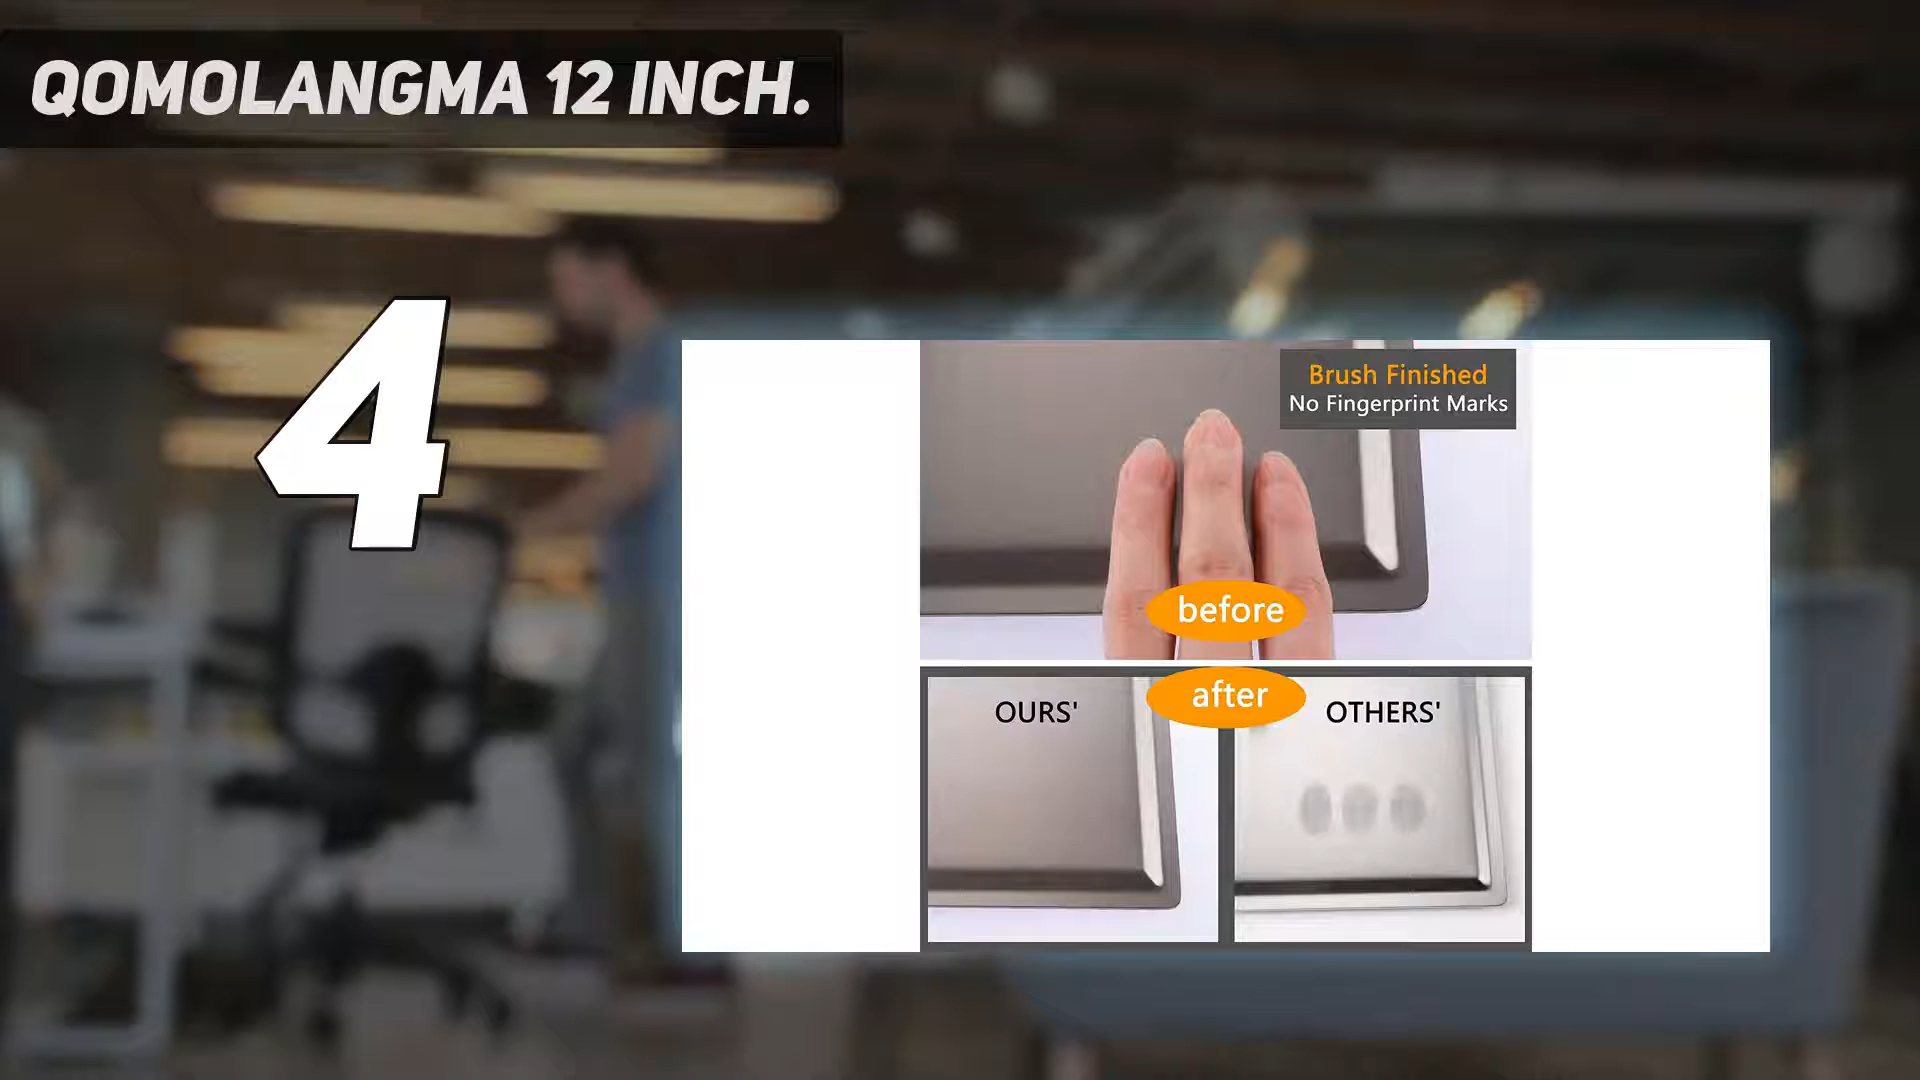 QOMOLANGMA 12 INCH.
4
Brush Finished
No Fingerprint Marks
before
after
OURS'
OTHERS'